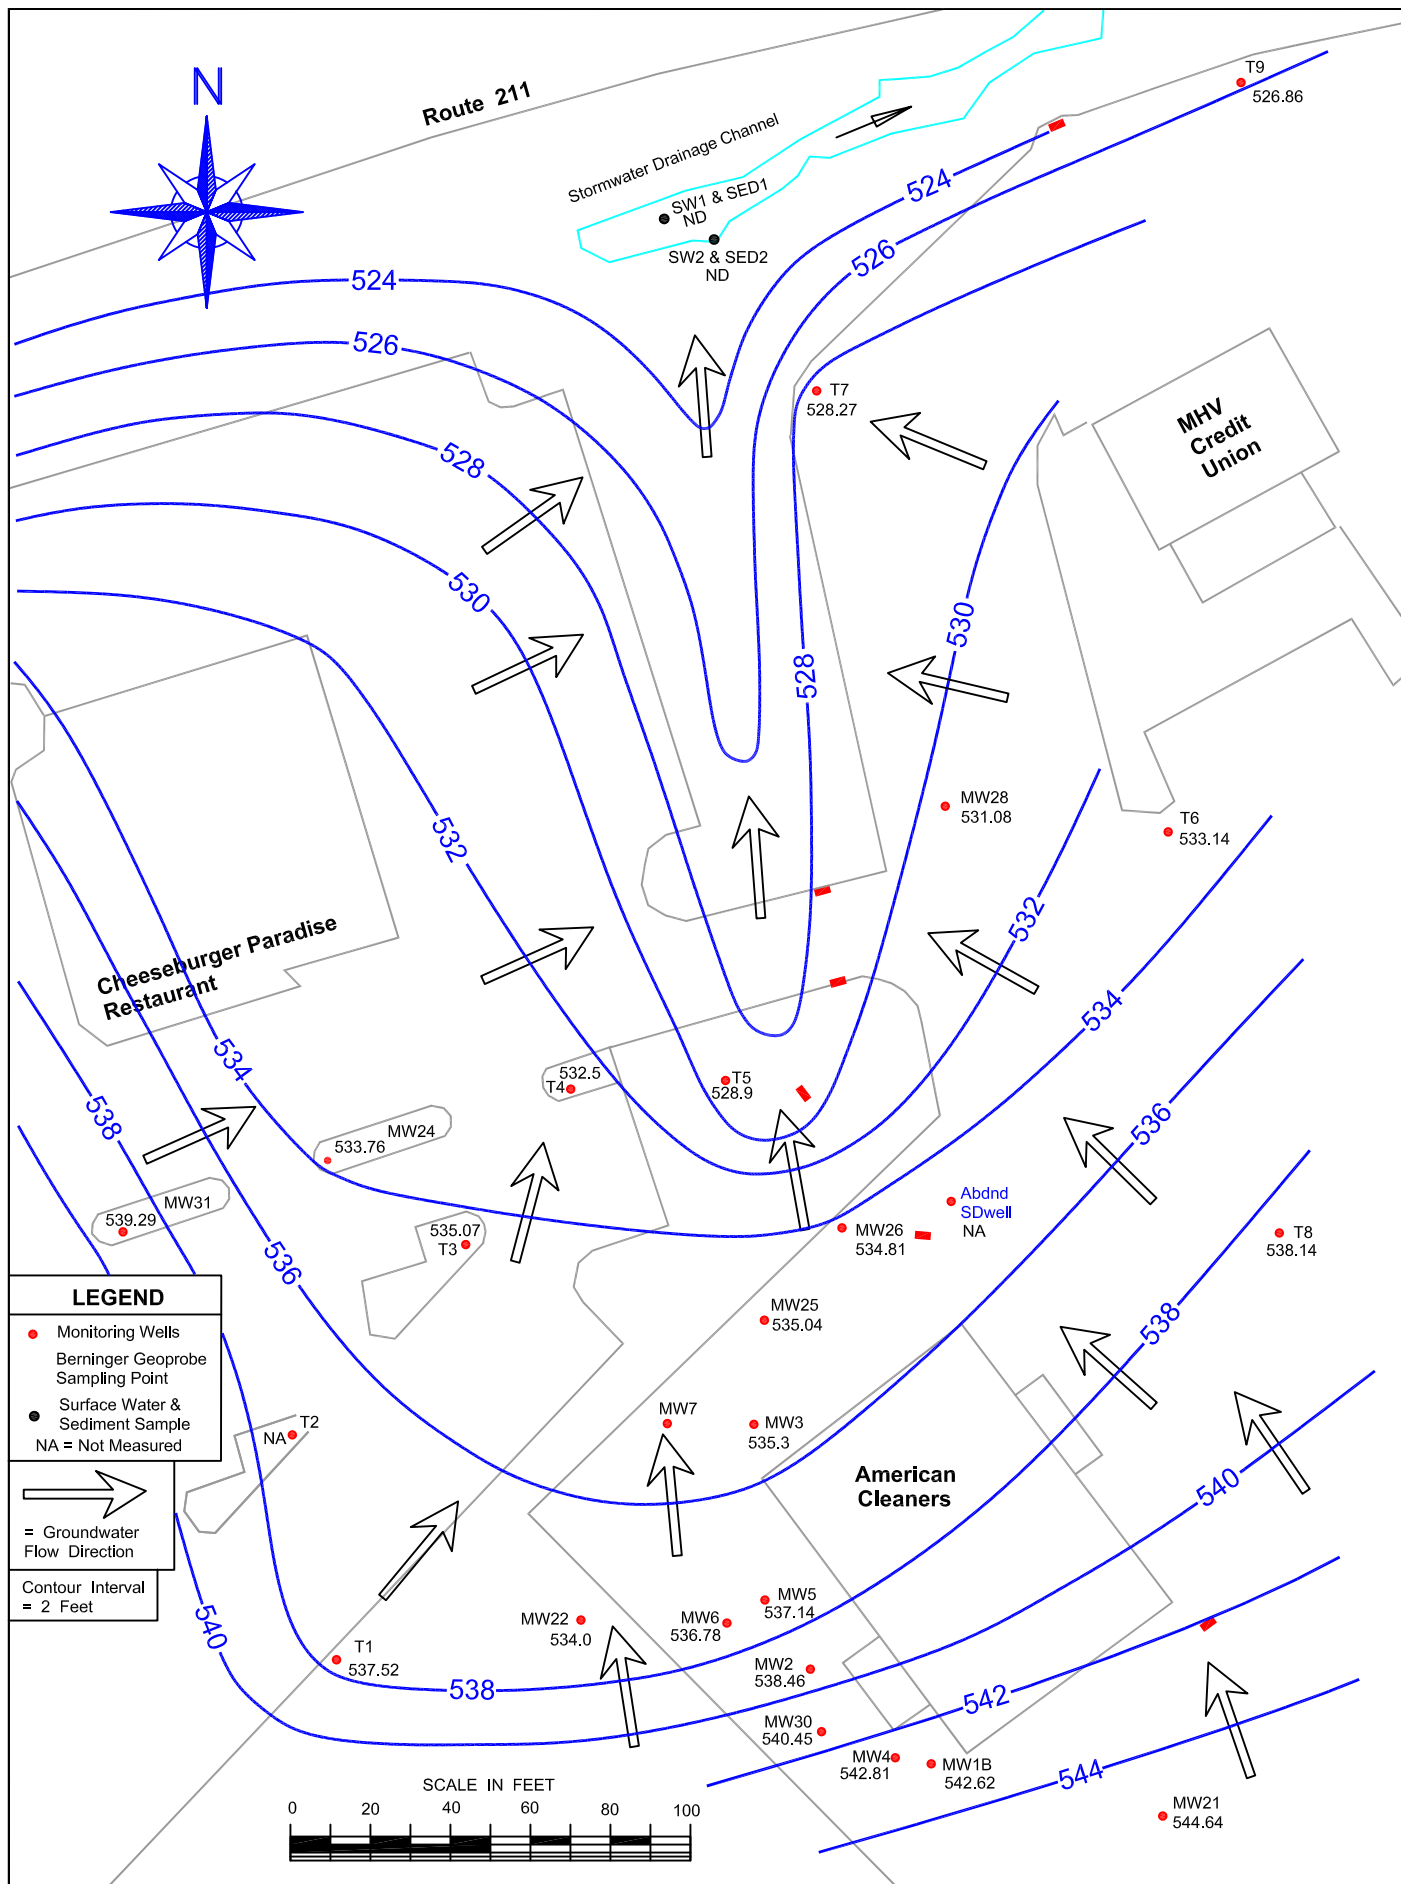 N
Route 211
Stormwater Drainage Channel
SW1 & SED1
ND
SW2 & SED2
ND
T9
526.86
524
526
524
526
528
530
T7
528.27
MHV
Credit
Union
530
528
532
MW28
531.08
T6
533.14
Cheeseburger Paradise
Restaurant
532
534
534
532.5
T4
T5
528.9
538
MW24
533.76
536
MW31
539.29
535.07
T3
536
Abdnd
SDwell
NA
MW26
534.81
T8
538.14
LEGEND
Monitoring Wells
Berninger Geoprobe
Sampling Point
Surface Water &
Sediment Sample
NA = Not Measured
= Groundwater
Flow Direction
Contour Interval
= 2 Feet
MW25
535.04
538
T2
NA
MW7
MW3
535.3
American
Cleaners
540
540
T1
537.52
MW22
534.0
MW5
537.14
MW6
536.78
538
MW2
538.46
542
MW30
540.45
MW4
542.81
MW1B
542.62
544
MW21
544.64
SCALE IN FEET
0 20 40 60 80 100